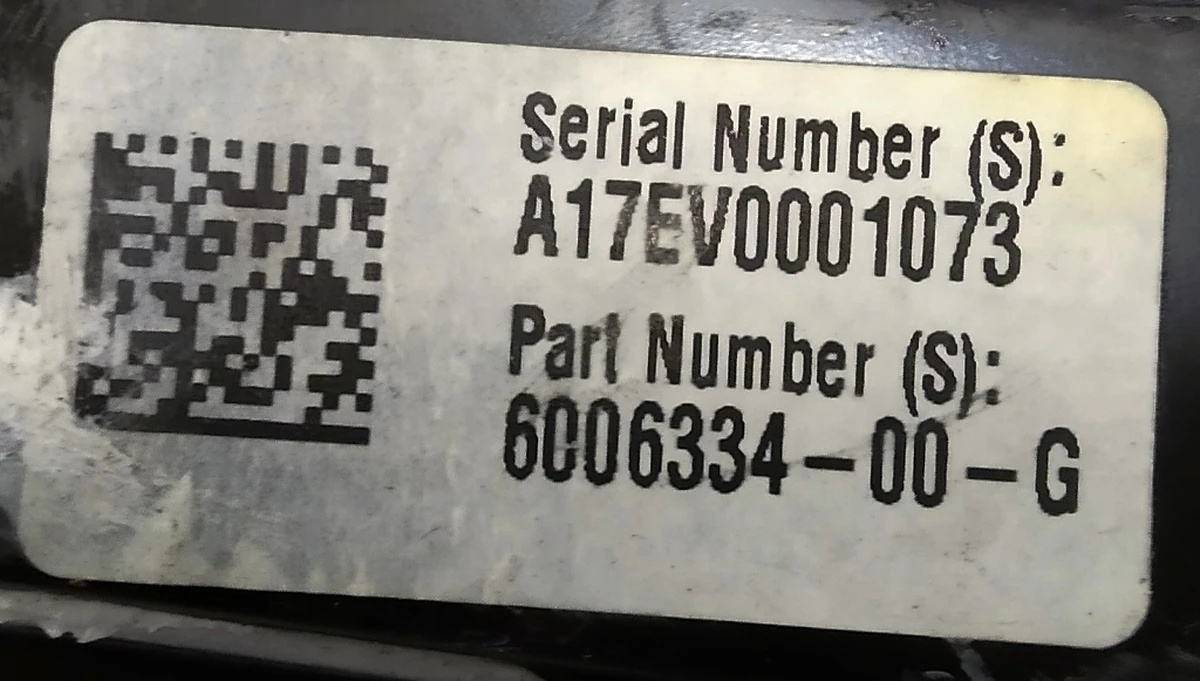 Serial Number (S):
A17EV0001073
Part Number (S):
6006334-00-G